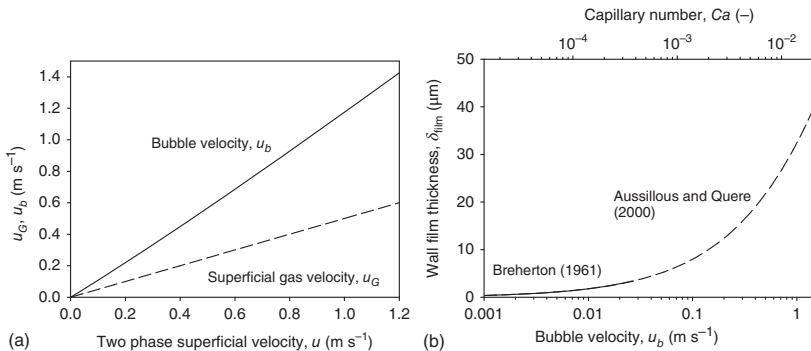 u_G, u_b (m s⁻¹)
1.4
1.2
1.0
0.8
0.6
0.4
0.2
0.0
Bubble velocity, u_b
Superficial gas velocity, u_G
0.0 0.2 0.4 0.6 0.8 1.0 1.2
(a) Two phase superficial velocity, u (m s⁻¹)
Capillary number, Ca (–)
10⁻⁴ 10⁻³ 10⁻²
Wall film thickness, δ_film (μm)
50
40
30
20
10
0
Aussillous and Quere
(2000)
Breherton (1961)
0.001 0.01 0.1 1
(b) Bubble velocity, u_b (m s⁻¹)